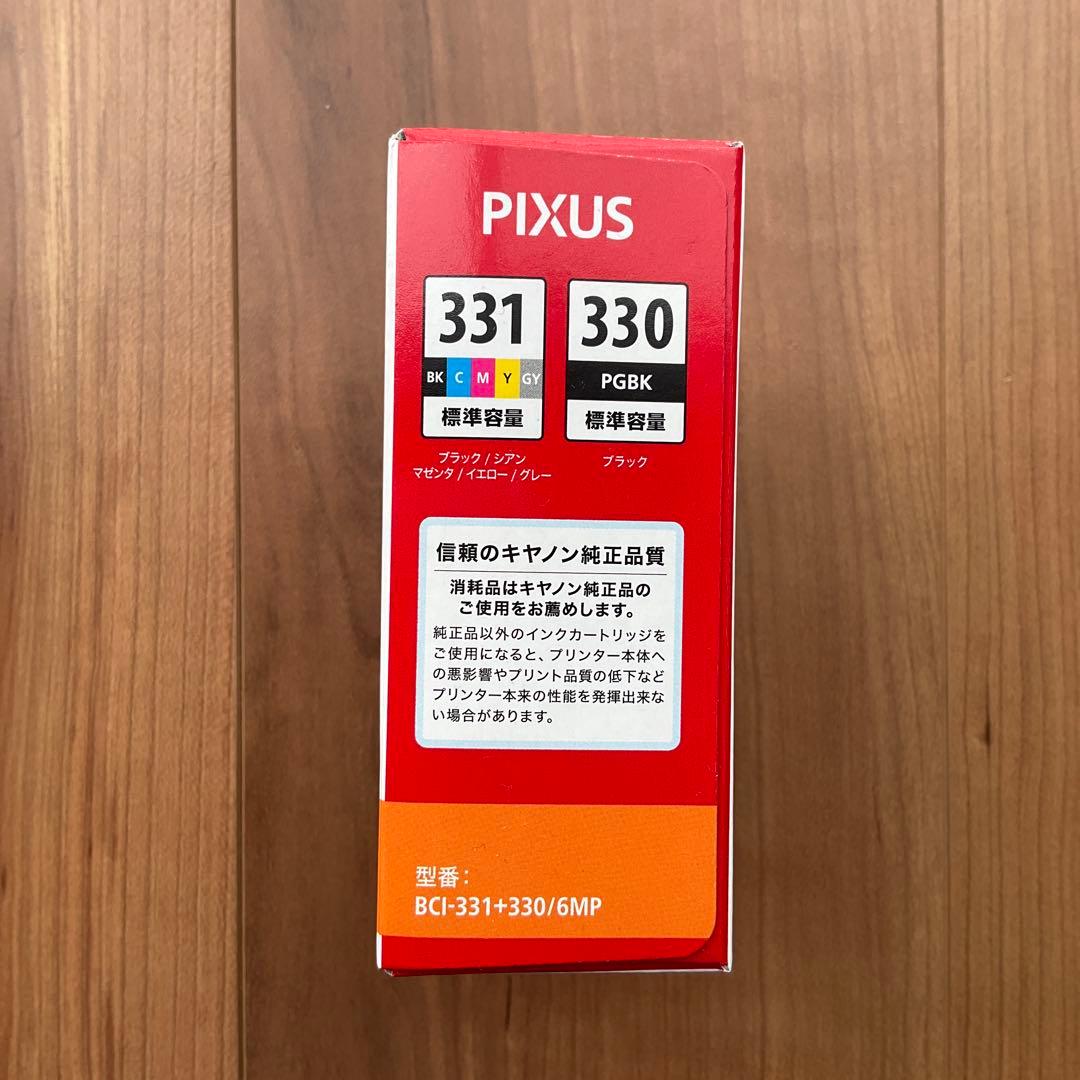 PIXUS
331
BK C M Y GY
標準容量
ブラック / シアン
マゼンタ / イエロー / グレー
330
PGBK
標準容量
ブラック
信頼のキヤノン純正品質
消耗品はキヤノン純正品の
ご使用をお薦めします。
純正品以外のインクカートリッジを
ご使用になると、プリンター本体へ
の悪影響やプリント品質の低下など
プリンター本来の性能を発揮出来な
い場合があります。
型番：
BCI-331+330/6MP